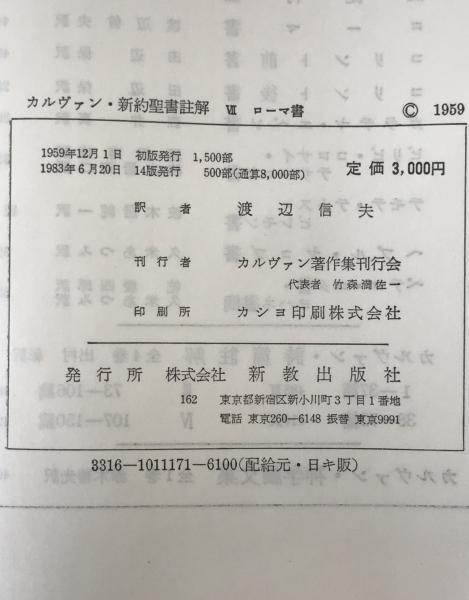 カルヴァン・新約聖書註解 Ⅶ ローマ書 © 1959
1959年12月1日 初版発行 1,500部
1983年6月20日 14版発行 500部(通算8,000部) 定価 3,000円
訳者 渡辺信夫
刊行者 カルヴァン著作集刊行会
代表者 竹森満佐一
印刷所 カショ印刷株式会社
発行所 株式会社 新教出版社
162 東京都新宿区新小川町3丁目1番地
電話 東京260-6148 振替 東京9991
3316-1011171-6100(配給元・日キ販)